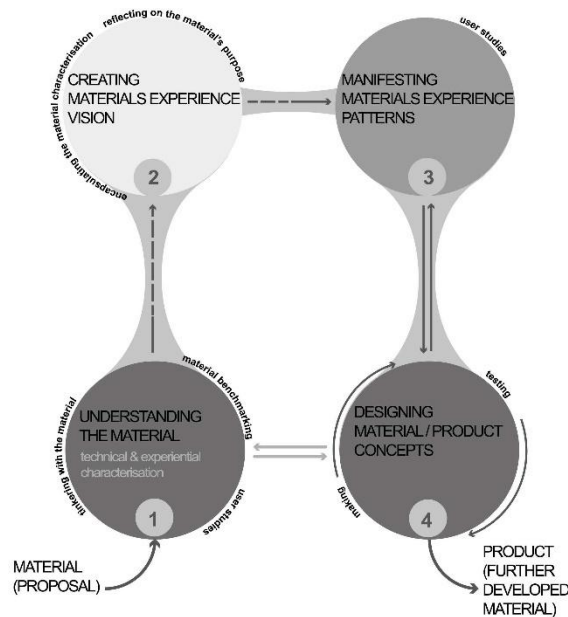 reflecting on the material's purpose
encapsulating the material characterisation
CREATING
MATERIALS EXPERIENCE
VISION
2
user studies
MANIFESTING
MATERIALS EXPERIENCE
PATTERNS
3
tinkering with the material
material benchmarking
user studies
UNDERSTANDING
THE MATERIAL
technical & experiential
characterisation
1
testing
making
DESIGNING
MATERIAL / PRODUCT
CONCEPTS
4
MATERIAL
(PROPOSAL)
PRODUCT
(FURTHER
DEVELOPED
MATERIAL)